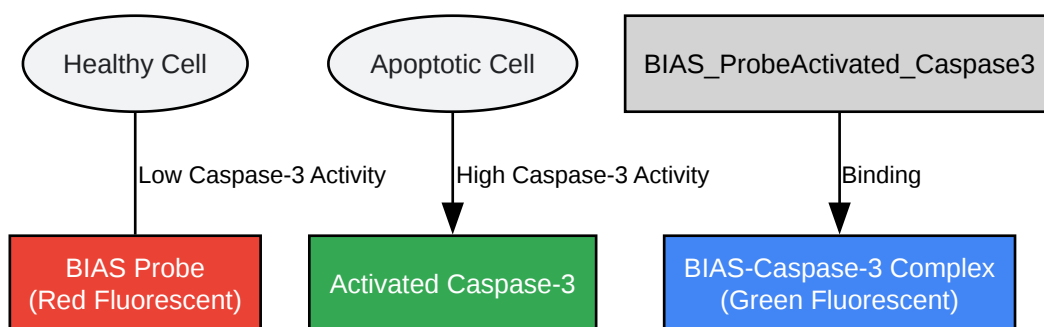 Healthy Cell
Apoptotic Cell
BIAS_ProbeActivated_Caspase3
Low Caspase-3 Activity
High Caspase-3 Activity
Binding
BIAS Probe
(Red Fluorescent)
Activated Caspase-3
BIAS-Caspase-3 Complex
(Green Fluorescent)